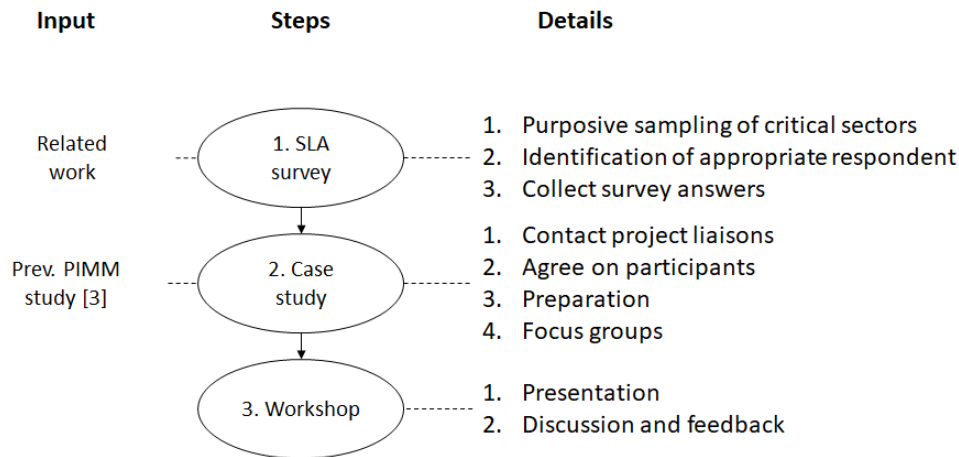 Input
Steps
Details
Related
work
1. SLA
survey
1. Purposive sampling of critical sectors
2. Identification of appropriate respondent
3. Collect survey answers
Prev. PIMM
study [3]
2. Case
study
1. Contact project liaisons
2. Agree on participants
3. Preparation
4. Focus groups
3. Workshop
1. Presentation
2. Discussion and feedback